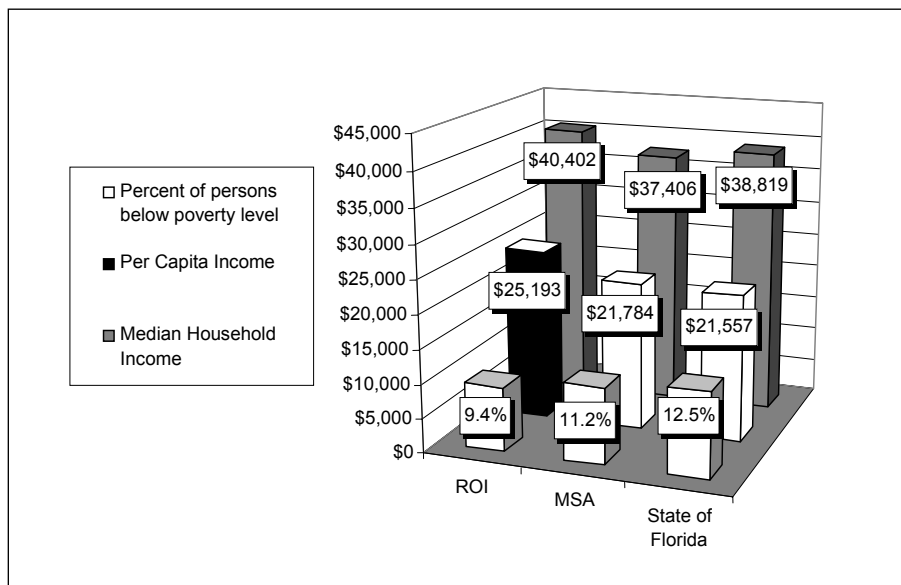 Percent of persons
below poverty level
Per Capita Income
Median Household
Income
$45,000
$40,000
$35,000
$30,000
$25,000
$20,000
$15,000
$10,000
$5,000
$0
$40,402
$37,406
$38,819
$25,193
$21,784
$21,557
9.4%
11.2%
12.5%
ROI
MSA
State of
Florida